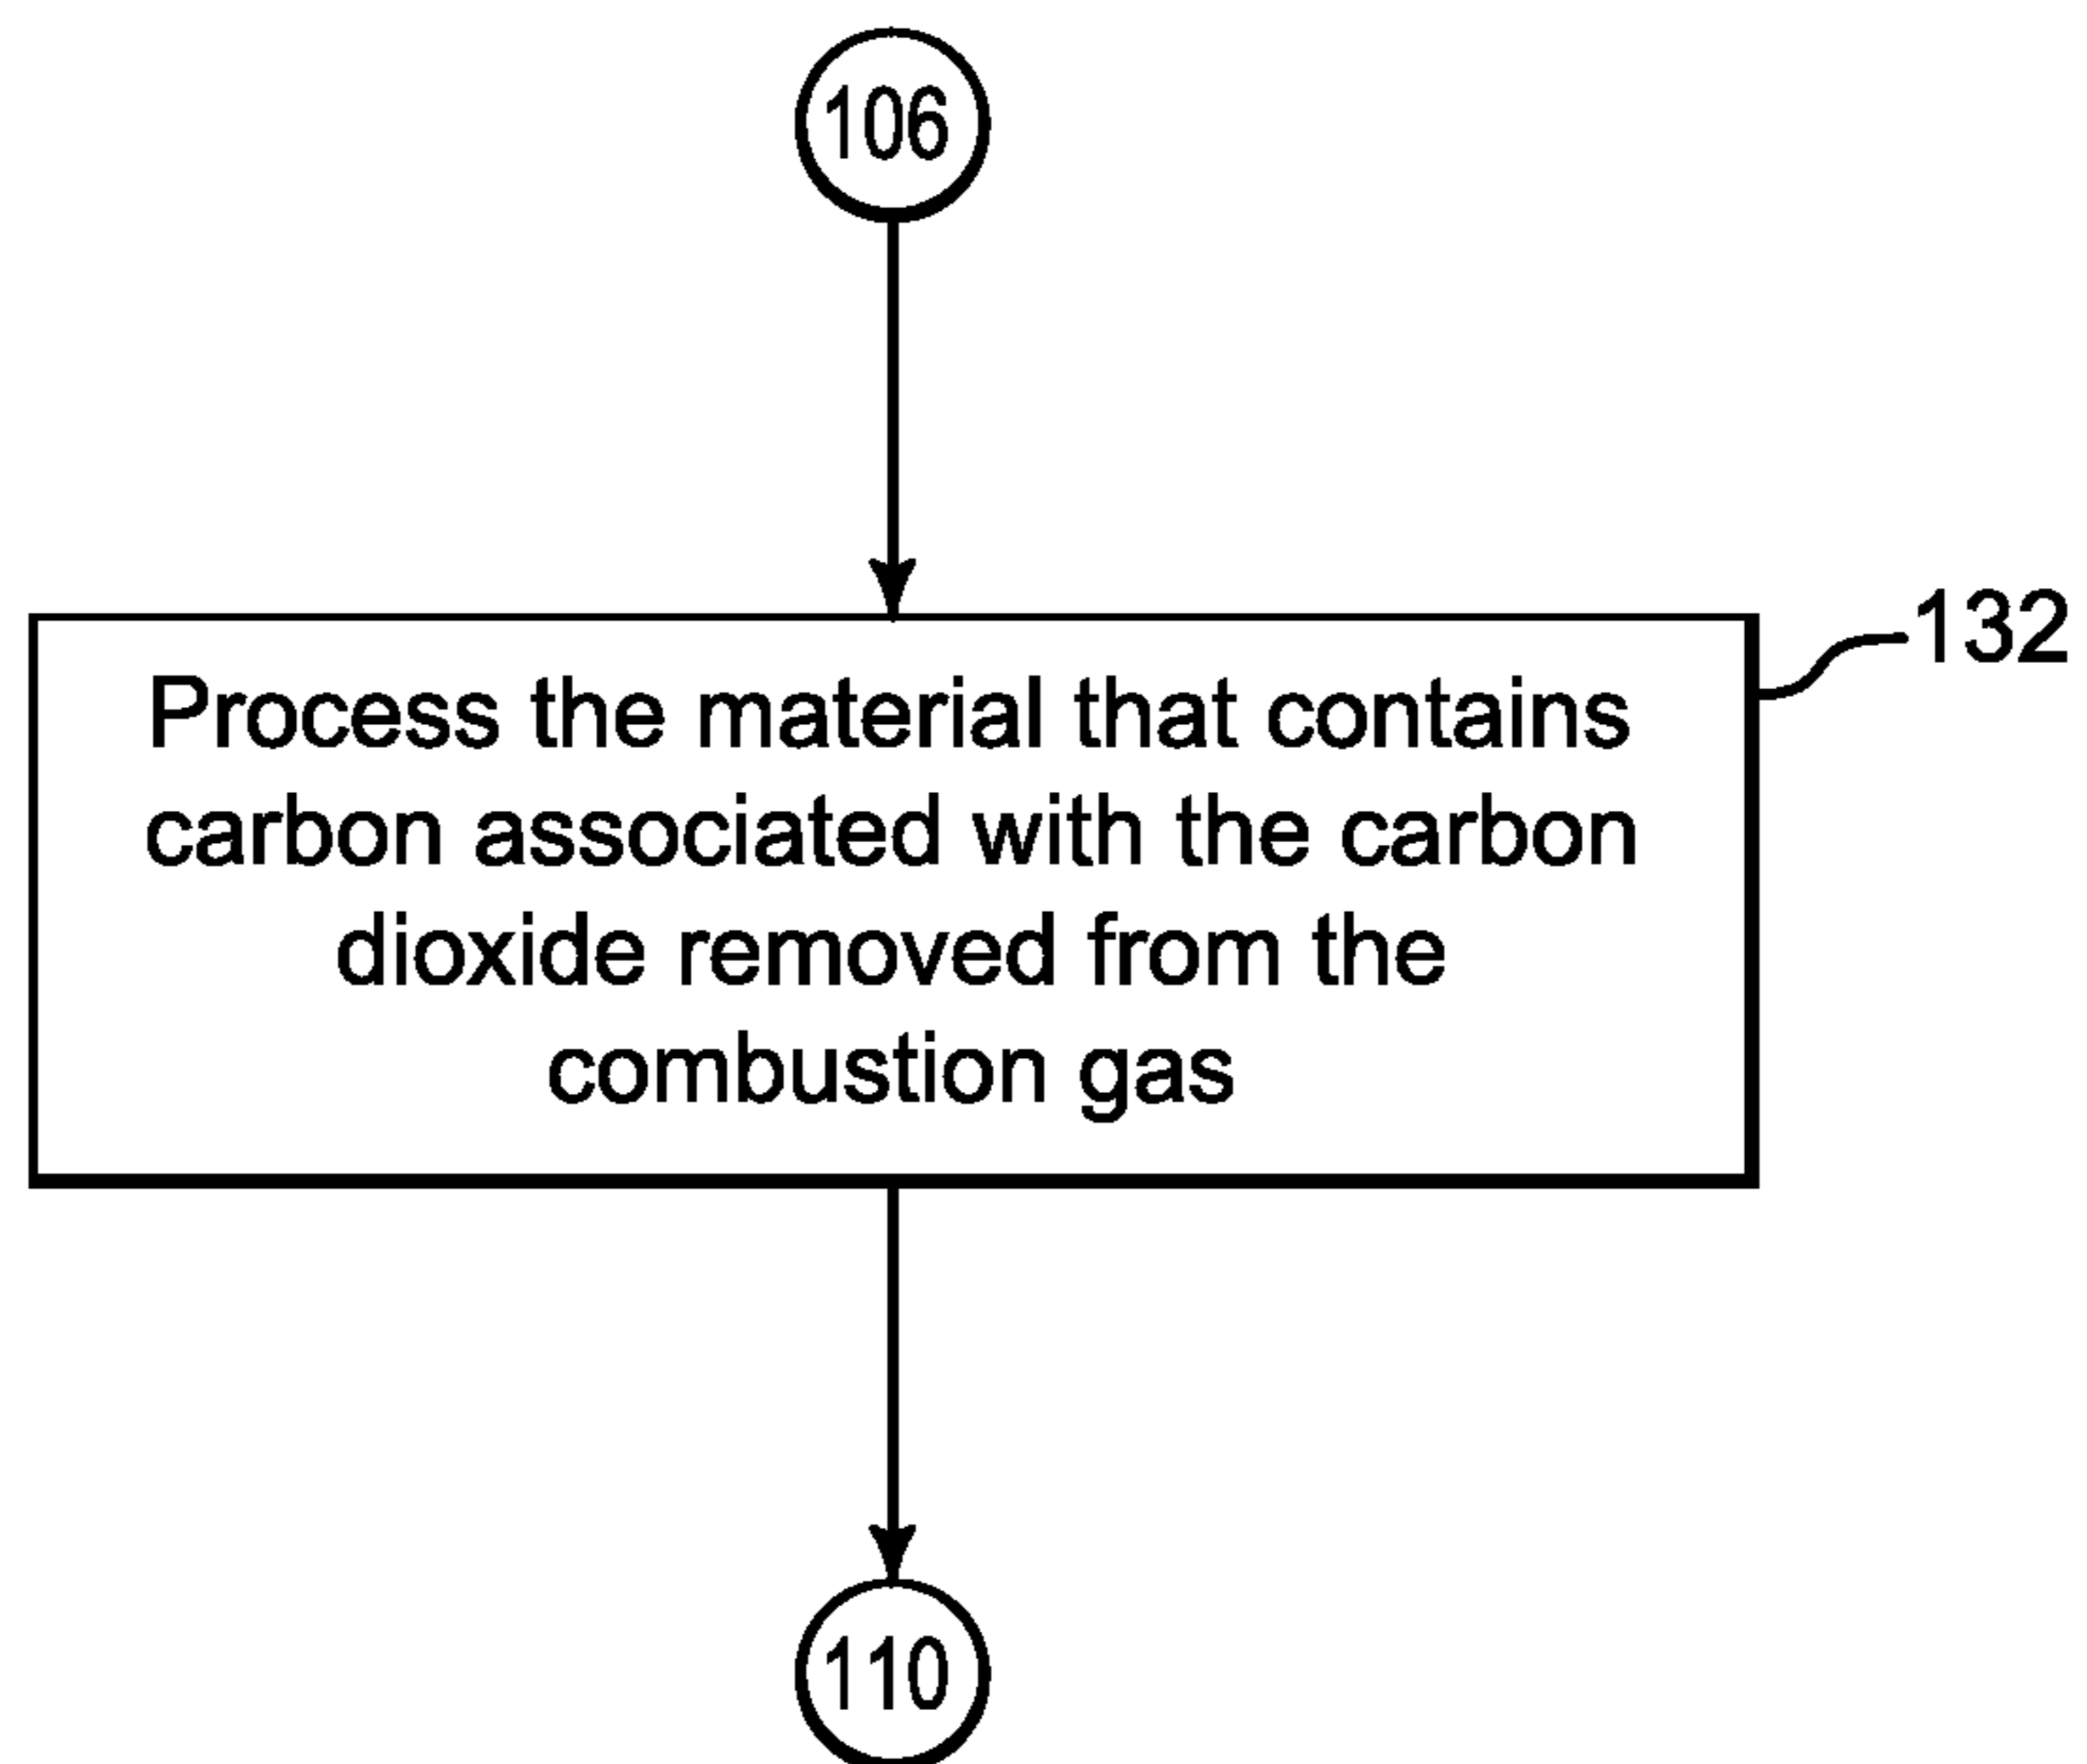 106
132
Process the material that contains
carbon associated with the carbon
dioxide removed from the
combustion gas
110